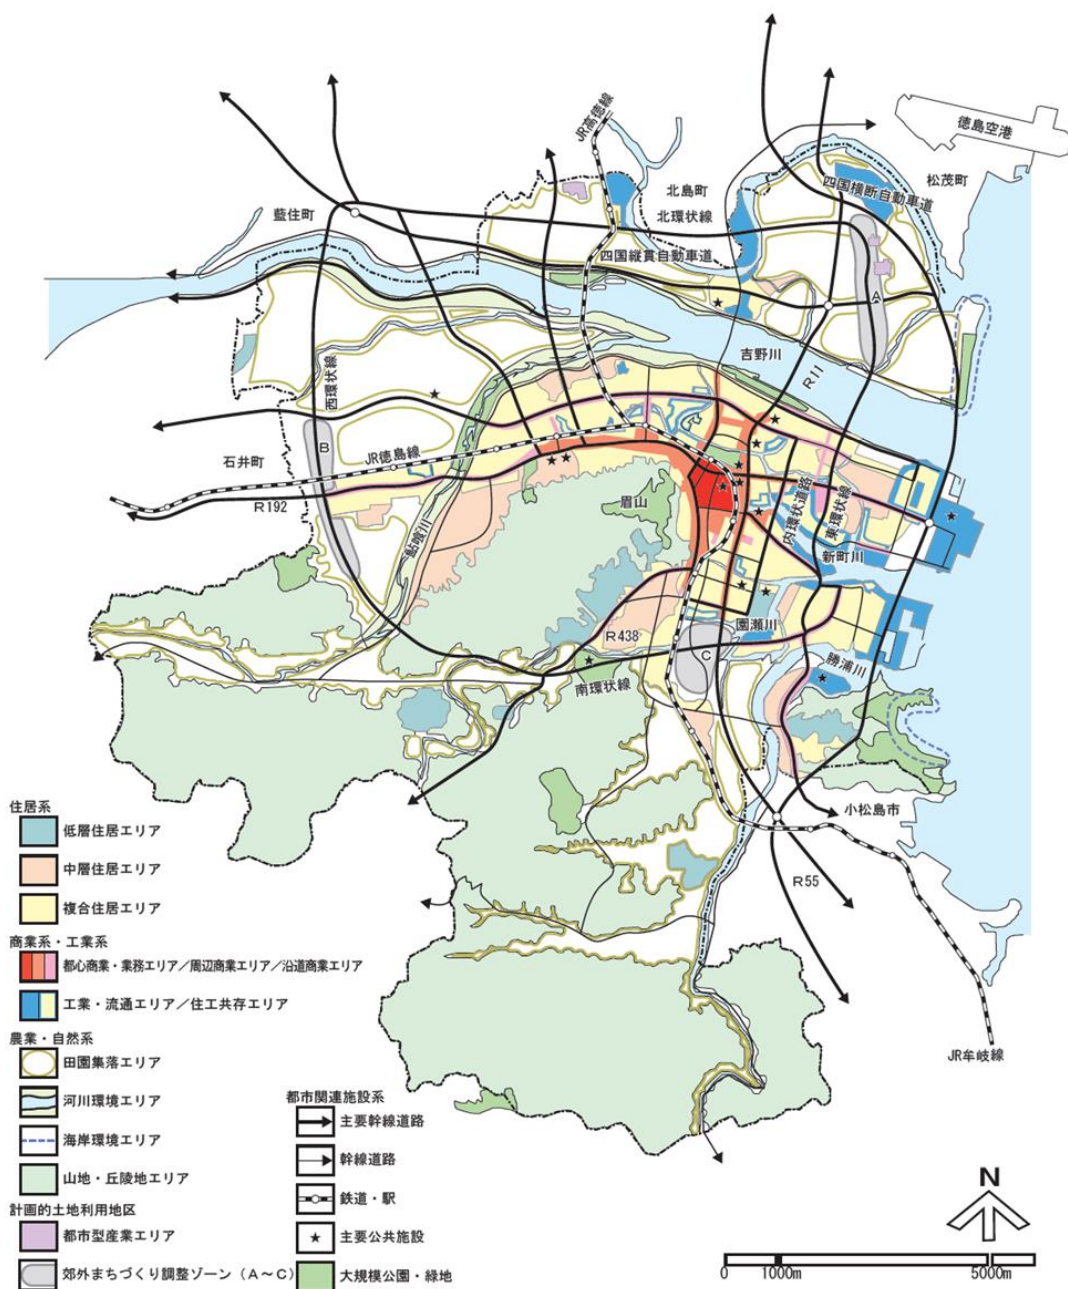 徳島空港
JR高徳線
松茂町
四国横断自動車道
北島町
北環状線
藍住町
四国縦貫自動車道
A
吉野川
R11
西環状線
B
JR徳島線
石井町
R192
鮎喰川
眉山
内環状道路
東環状線
新町川
園瀬川
R438
C
勝浦川
南環状線
小松島市
R55
JR牟岐線
住居系
低層住居エリア
中層住居エリア
複合住居エリア
商業系・工業系
都心商業・業務エリア／周辺商業エリア／沿道商業エリア
工業・流通エリア／住工共存エリア
農業・自然系
田園集落エリア
河川環境エリア
海岸環境エリア
山地・丘陵地エリア
計画的土地利用地区
都市型産業エリア
郊外まちづくり調整ゾーン（A～C）
都市関連施設系
主要幹線道路
幹線道路
鉄道・駅
主要公共施設
大規模公園・緑地
N
0 1000m 5000m